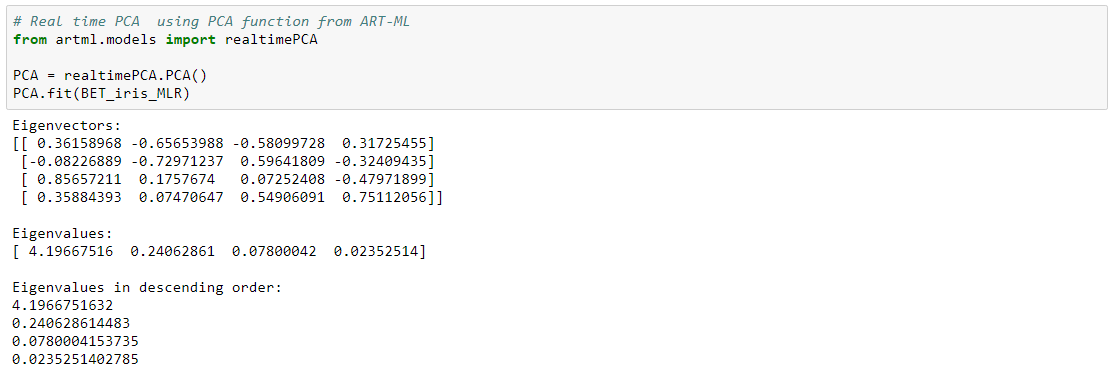 # Real time PCA  using PCA function from ART-ML
from artml.models import realtimePCA
PCA = realtimePCA.PCA()
PCA.fit(BET_iris_MLR)
Eigenvectors:
[[ 0.36158968 -0.65653988 -0.58099728  0.31725455]
 [-0.08226889 -0.72971237  0.59641809 -0.32409435]
 [ 0.85657211  0.1757674   0.07252408 -0.47971899]
 [ 0.35884393  0.07470647  0.54906091  0.75112056]]
Eigenvalues:
[ 4.19667516  0.24062861  0.07800042  0.02352514]
Eigenvalues in descending order:
4.1966751632
0.240628614483
0.0780004153735
0.0235251402785